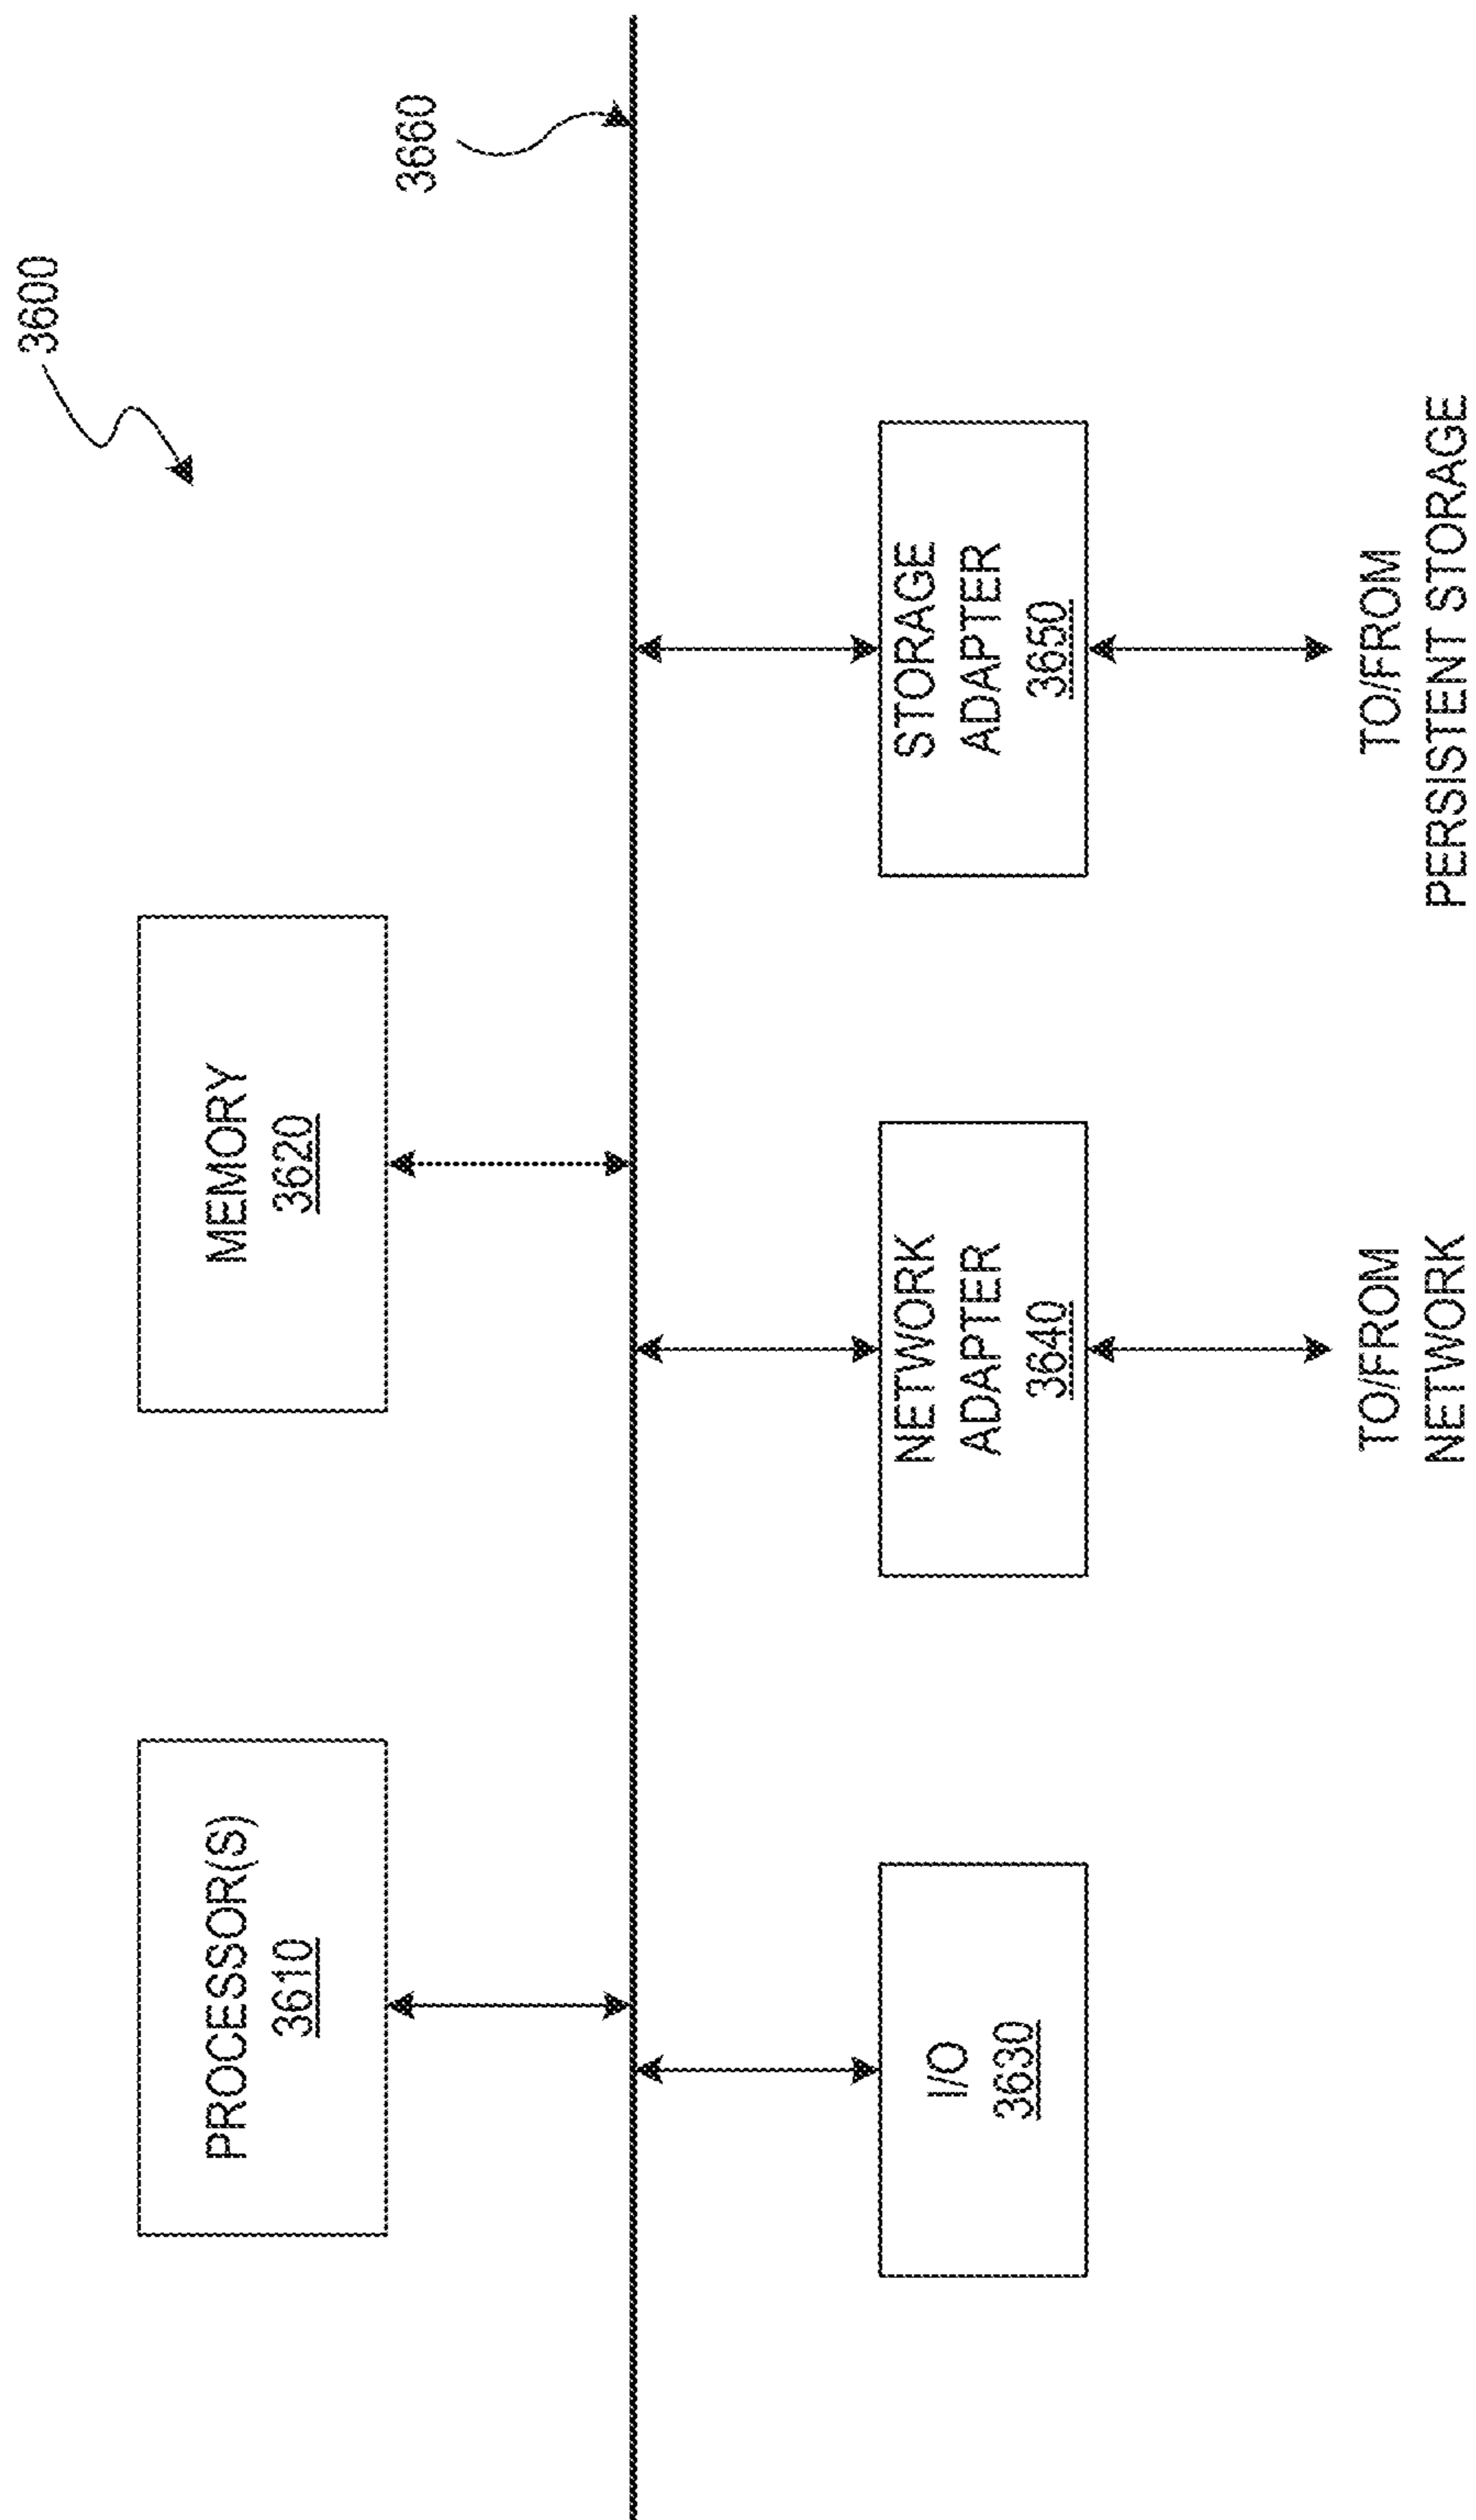 3600
PROCESSOR(S)
3610
MEMORY
3620
3660
I/O
3630
NETWORK
ADAPTER
3640
STORAGE
ADAPTER
3650
TO/FROM
NETWORK
TO/FROM
PERSISTENT STORAGE